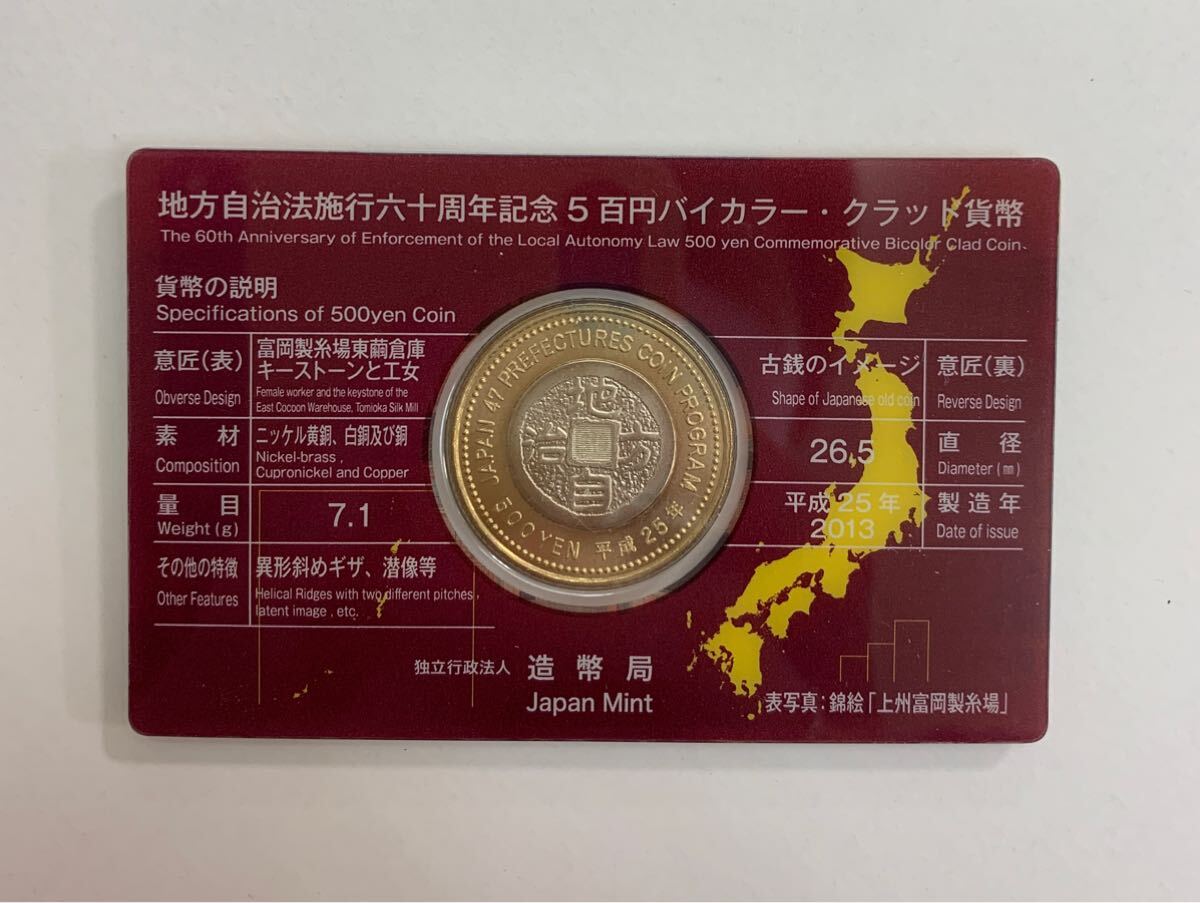 地方自治法施行六十周年記念5百円バイカラー・クラッド貨幣
The 60th Anniversary of Enforcement of the Local Autonomy Law 500 yen Commemorative Bicolor Clad Coin.
貨幣の説明
Specifications of 500yen Coin
意匠(表)
Obverse Design
富岡製糸場東繭倉庫
キーストーンと工女
Female worker and the keystone of the
East Cocoon Warehouse, Tomioka Silk Mill
素材
Composition
ニッケル黄銅、白銅及び銅
Nickel-brass,
Cupronickel and Copper
量目
Weight (g)
7.1
その他の特徴
Other Features
異形斜めギザ、潜像等
Helical Ridges with two different pitches,
latent image, etc.
JAPAN 47 PREFECTURES COIN PROGRAM
500 YEN 平成25年
地方自治
古銭のイメージ
Shape of Japanese old coin
意匠(裏)
Reverse Design
26.5
直径
Diameter (㎜)
平成25年
2013
製造年
Date of issue
独立行政法人 造幣局
Japan Mint
表写真:錦絵「上州富岡製糸場」